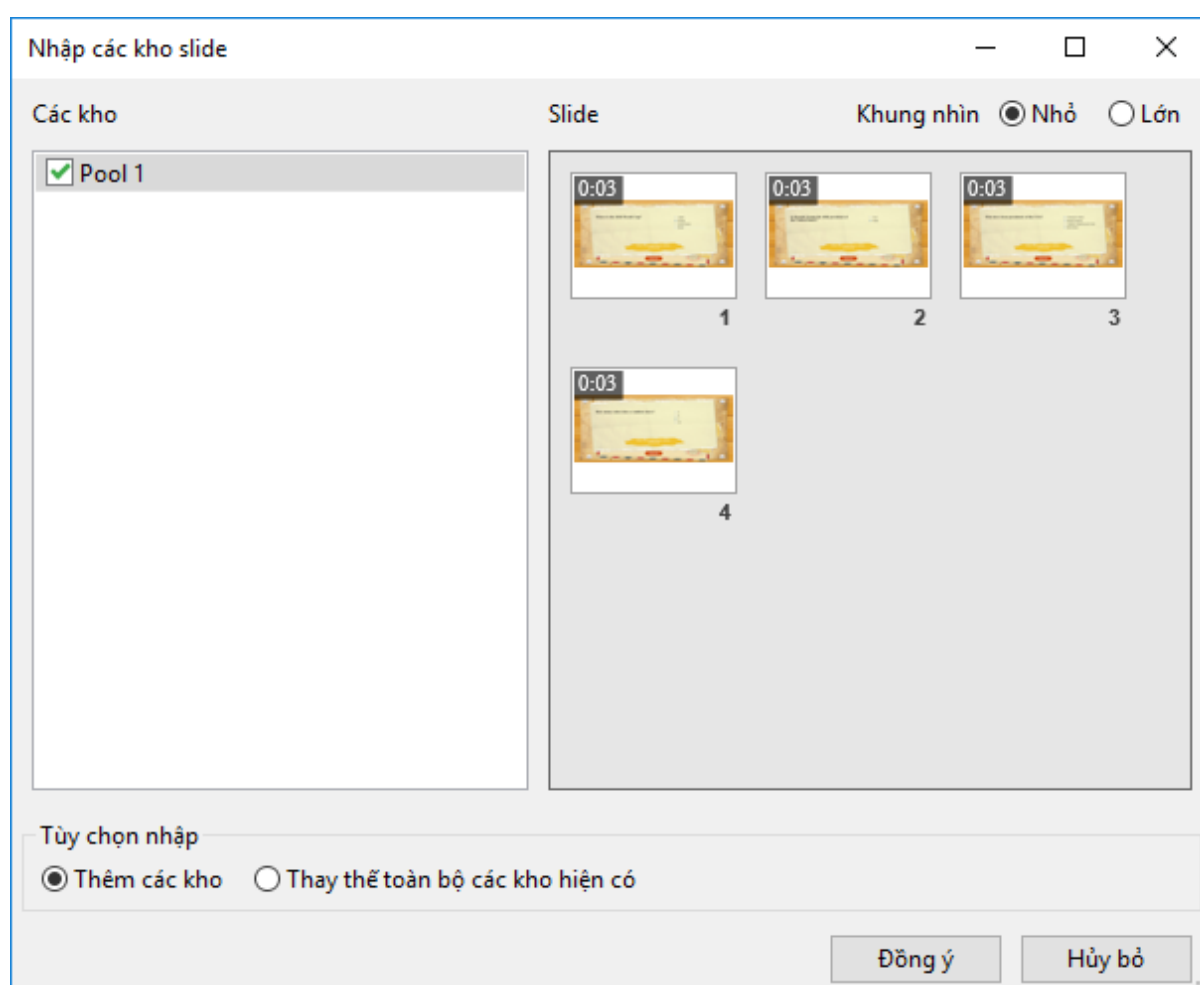 Nhập các kho slide
Các kho
Slide Khung nhìn Nhỏ Lớn
Pool 1
0:03 0:03 0:03
1 2 3
0:03
4
Tùy chọn nhập
Thêm các kho Thay thế toàn bộ các kho hiện có
Đồng ý Hủy bỏ